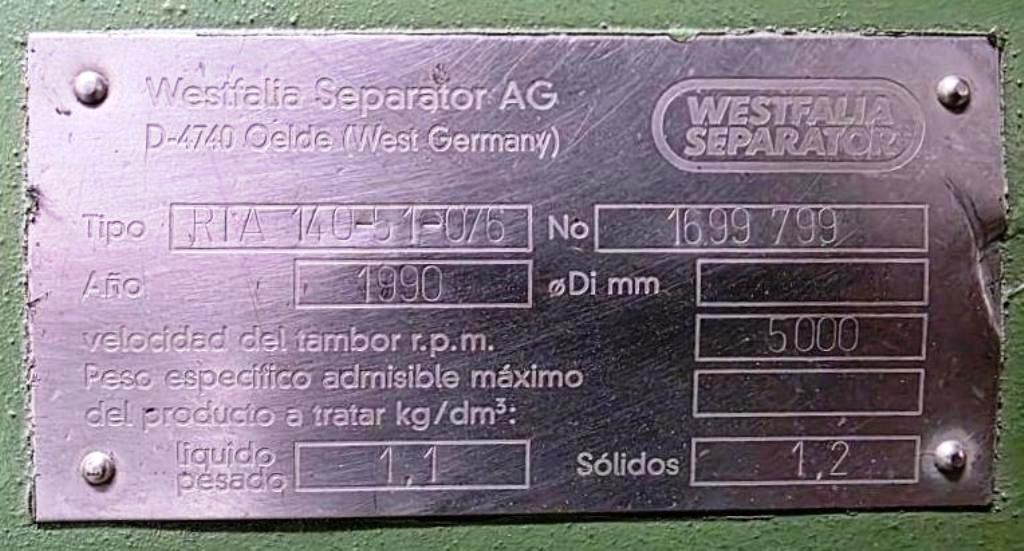 Westfalia Separator AG
D-4740 Oelde (West Germany)
WESTFALIA
SEPARATOR
Tipo RTA 140-51-076 No 1699 799
Año 1990 øDi mm
velocidad del tambor r.p.m. 5000
Peso especifico admisible máximo
del producto a tratar kg/dm³:
liquido
pesado 1,1 Sólidos 1,2